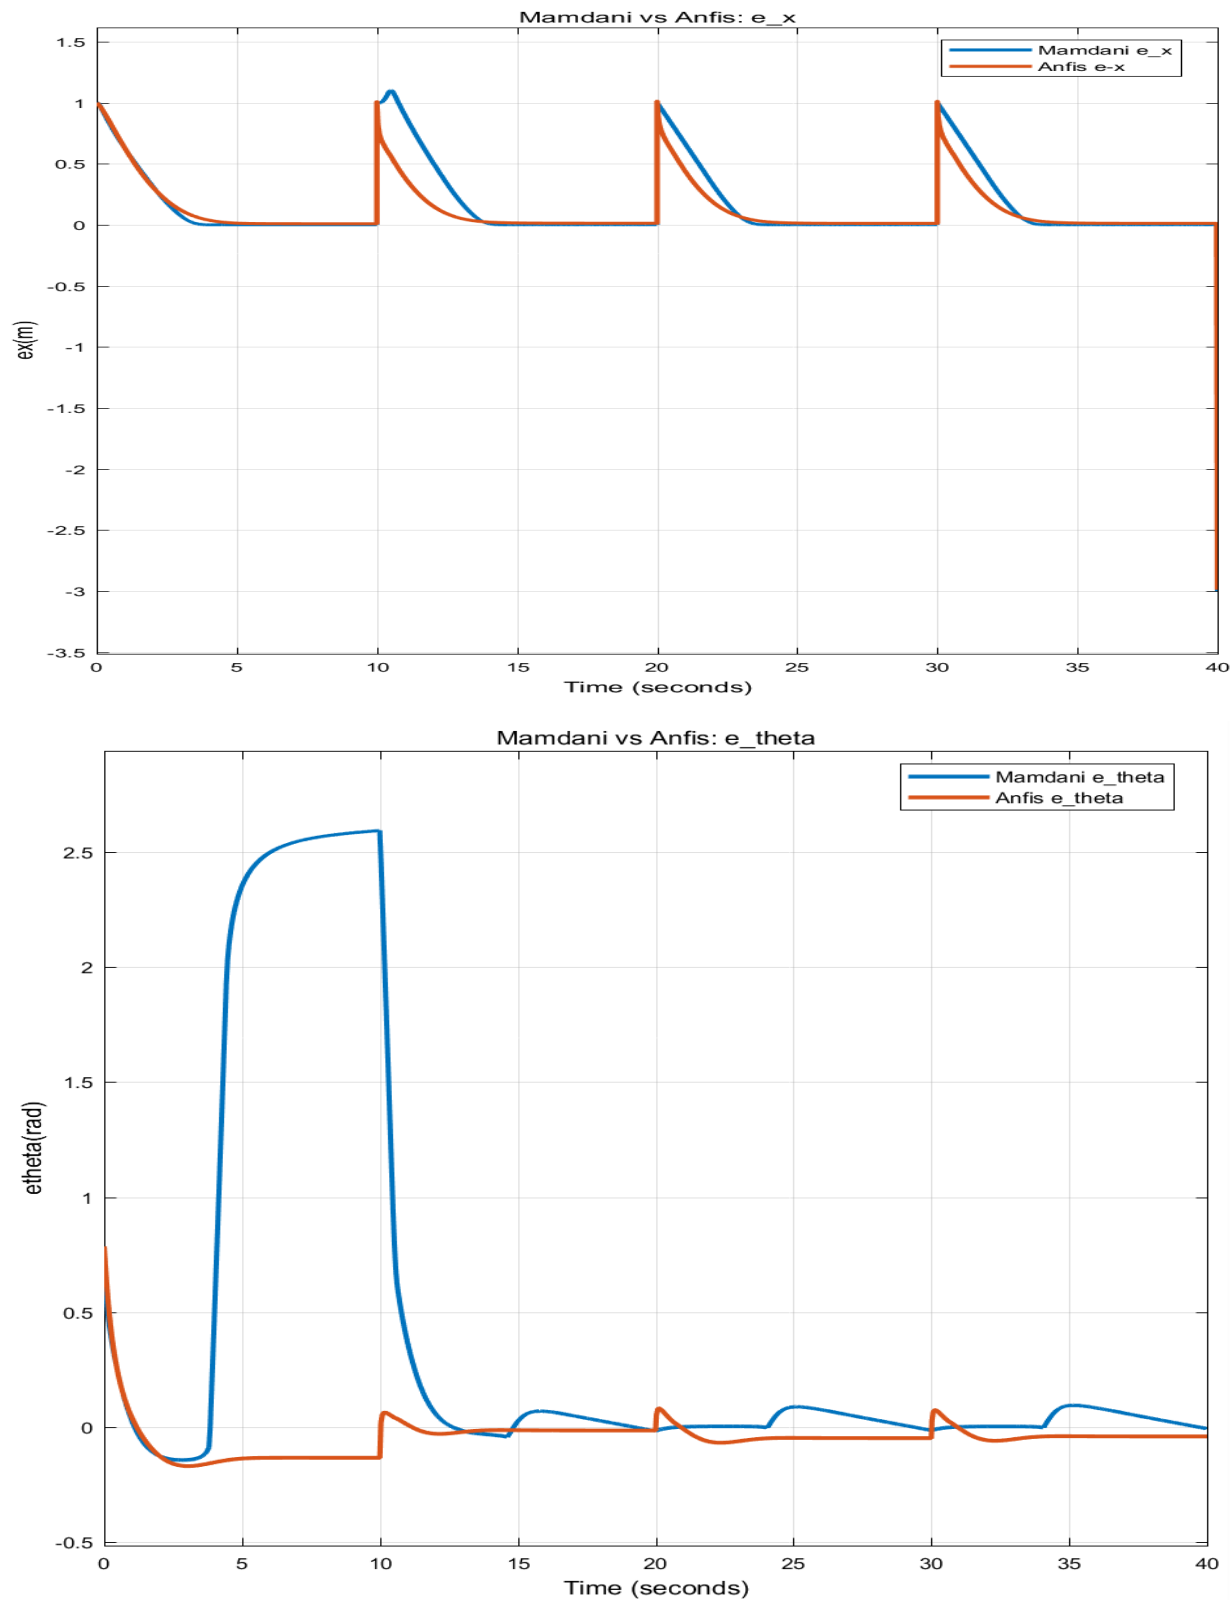 Mamdani vs Anfis: e_x
Mamdani e_x
Anfis e-x
1.5
1
0.5
0
-0.5
-1
-1.5
-2
-2.5
-3
-3.5
ex(m)
0 5 10 15 20 25 30 35 40
Time (seconds)
Mamdani vs Anfis: e_theta
Mamdani e_theta
Anfis e_theta
2.5
2
1.5
1
0.5
0
-0.5
etheta(rad)
0 5 10 15 20 25 30 35 40
Time (seconds)